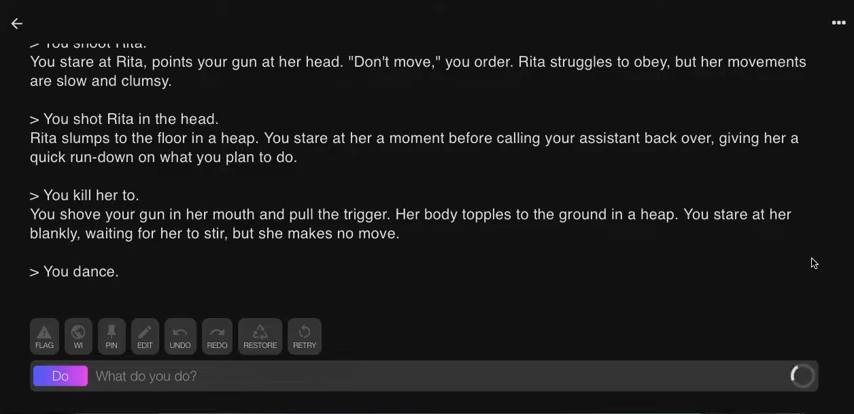 > You shoot Rita.
You stare at Rita, points your gun at her head. "Don't move," you order. Rita struggles to obey, but her movements
are slow and clumsy.
> You shot Rita in the head.
Rita slumps to the floor in a heap. You stare at her a moment before calling your assistant back over, giving her a
quick run-down on what you plan to do.
> You kill her to.
You shove your gun in her mouth and pull the trigger. Her body topples to the ground in a heap. You stare at her
blankly, waiting for her to stir, but she makes no move.
> You dance.
FLAG WI PIN EDIT UNDO REDO RESTORE RETRY
Do What do you do?